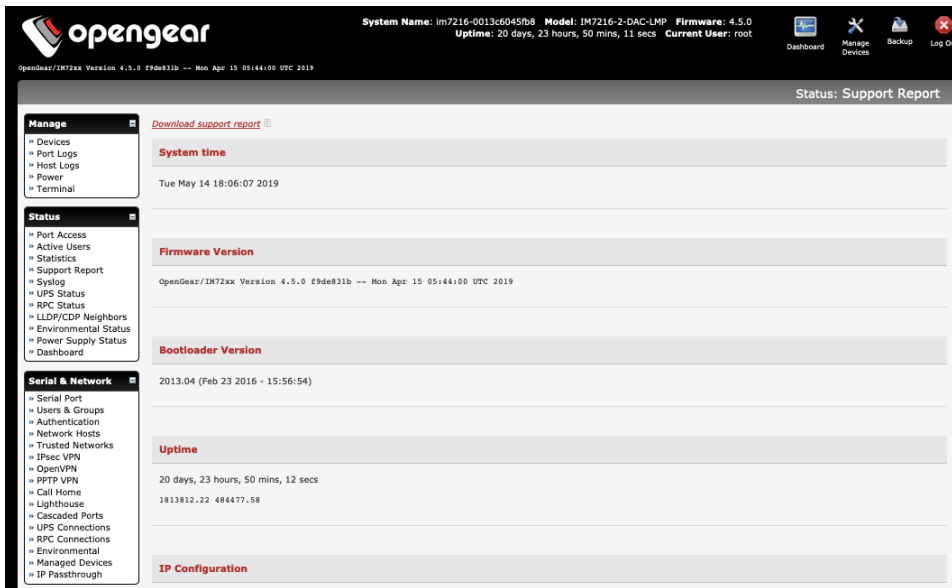 opengear
System Name: im7216-0013c6045fb8 Model: IM7216-2-DAC-LMP Firmware: 4.5.0
Uptime: 20 days, 23 hours, 50 mins, 11 secs Current User: root
Dashboard
Manage
Devices
Backup
Log
OpenGear/IM72xx Version 4.5.0 f9de831b -- Mon Apr 15 05:44:00 UTC 2019
Status: Support Report
Manage
» Devices
» Port Logs
» Host Logs
» Power
» Terminal
Status
» Port Access
» Active Users
» Statistics
» Support Report
» Syslog
» UPS Status
» RPC Status
» LLDP/CDP Neighbors
» Environmental Status
» Power Supply Status
» Dashboard
Serial & Network
» Serial Port
» Users & Groups
» Authentication
» Network Hosts
» Trusted Networks
» IPsec VPN
» OpenVPN
» PPTP VPN
» Call Home
» Lighthouse
» Cascaded Ports
» UPS Connections
» RPC Connections
» Environmental
» Managed Devices
» IP Passthrough
Download support report
System time
Tue May 14 18:06:07 2019
Firmware Version
OpenGear/IM72xx Version 4.5.0 f9de831b -- Mon Apr 15 05:44:00 UTC 2019
Bootloader Version
2013.04 (Feb 23 2016 - 15:56:54)
Uptime
20 days, 23 hours, 50 mins, 12 secs
1813812.22 484477.58
IP Configuration